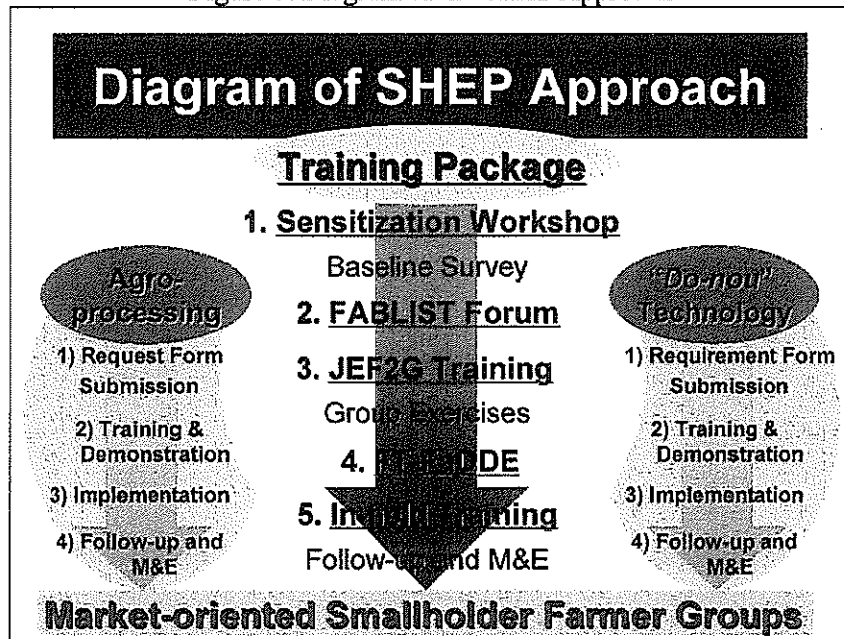 Diagram of SHEP Approach
Training Package
1. Sensitization Workshop
Baseline Survey
2. FABLIST Forum
3. JEF2G Training
Group Exercises
4.
5. Training
Follow-up and M&E
Agro-
processing
1) Request Form
Submission
2) Training &
Demonstration
3) Implementation
4) Follow-up and
M&E
"Do-nou"
Technology
1) Requirement Form
Submission
2) Training &
Demonstration
3) Implementation
4) Follow-up and
M&E
Market-oriented Smallholder Farmer Groups